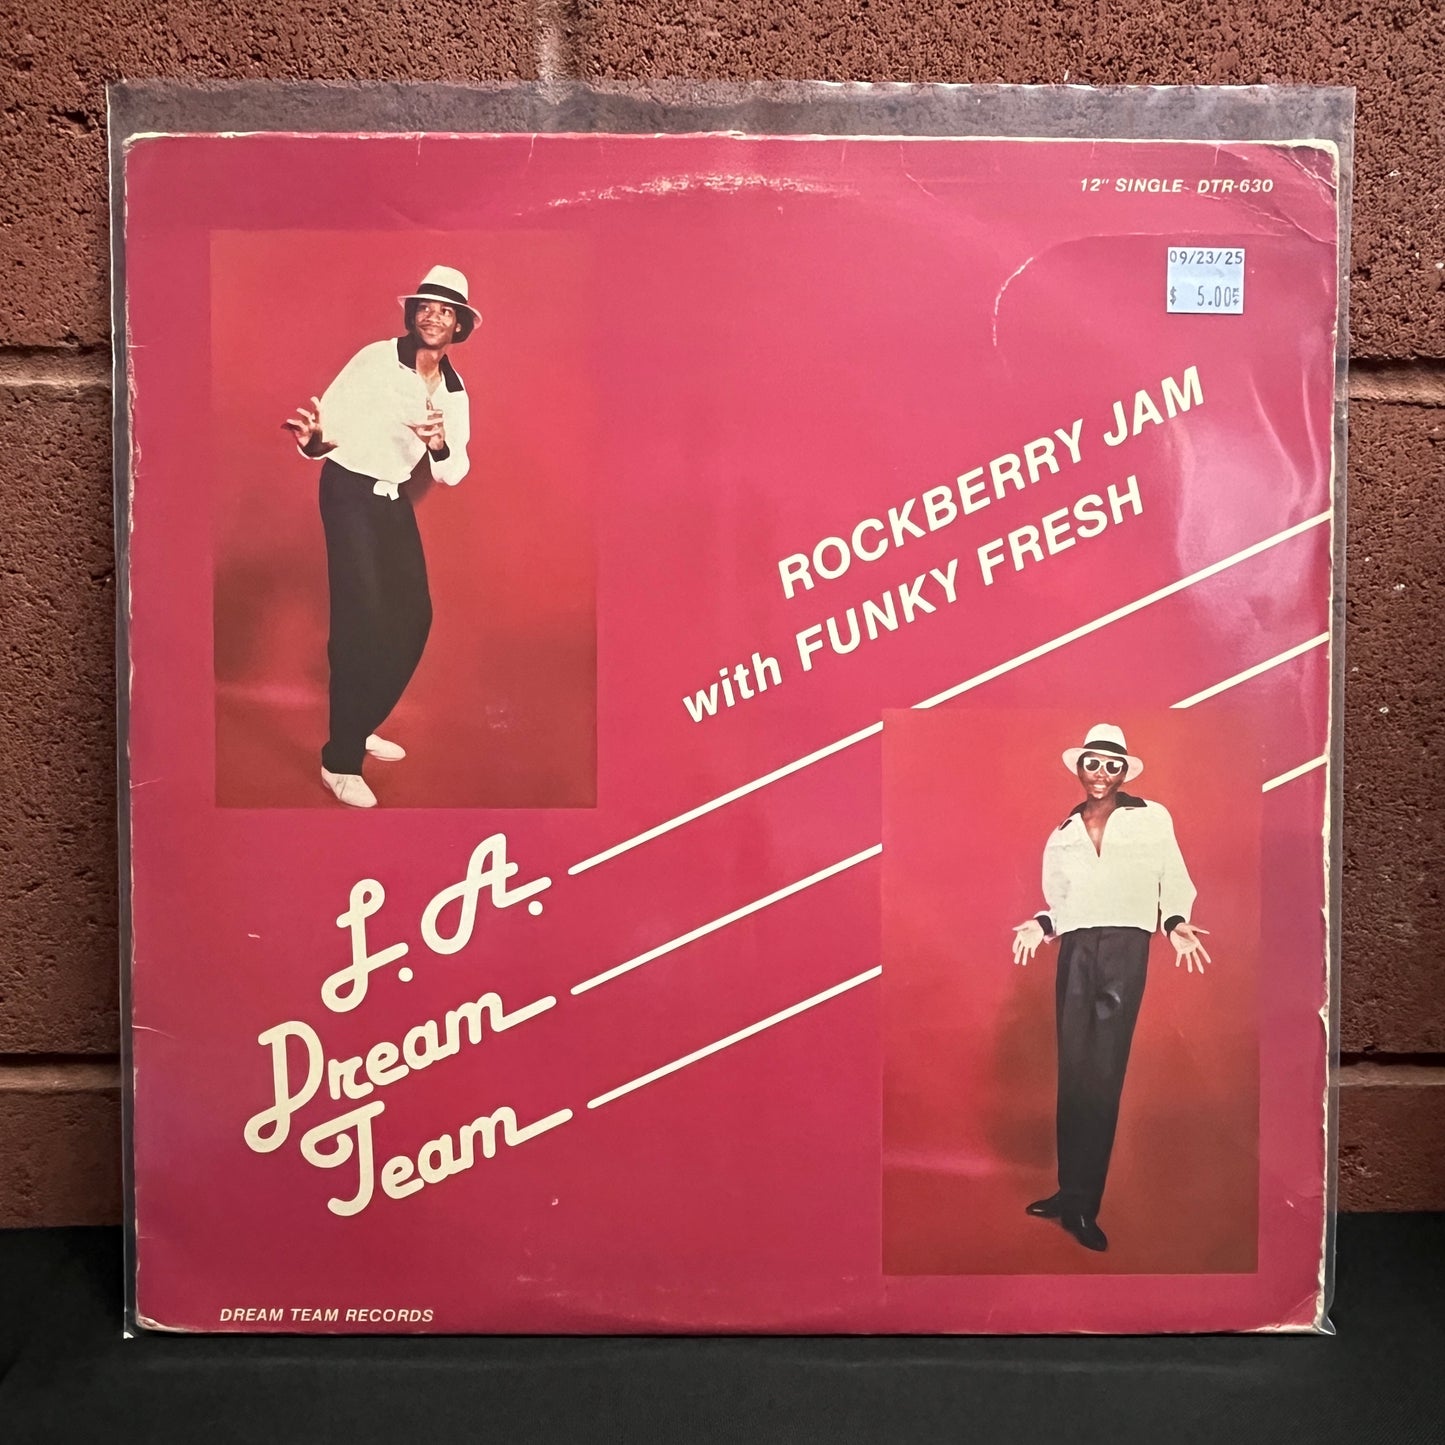 12" SINGLE DTR-630
09/23/25
$ 5.00
ROCKBERRY JAM
with FUNKY FRESH
L.A.
Dream
Team
DREAM TEAM RECORDS